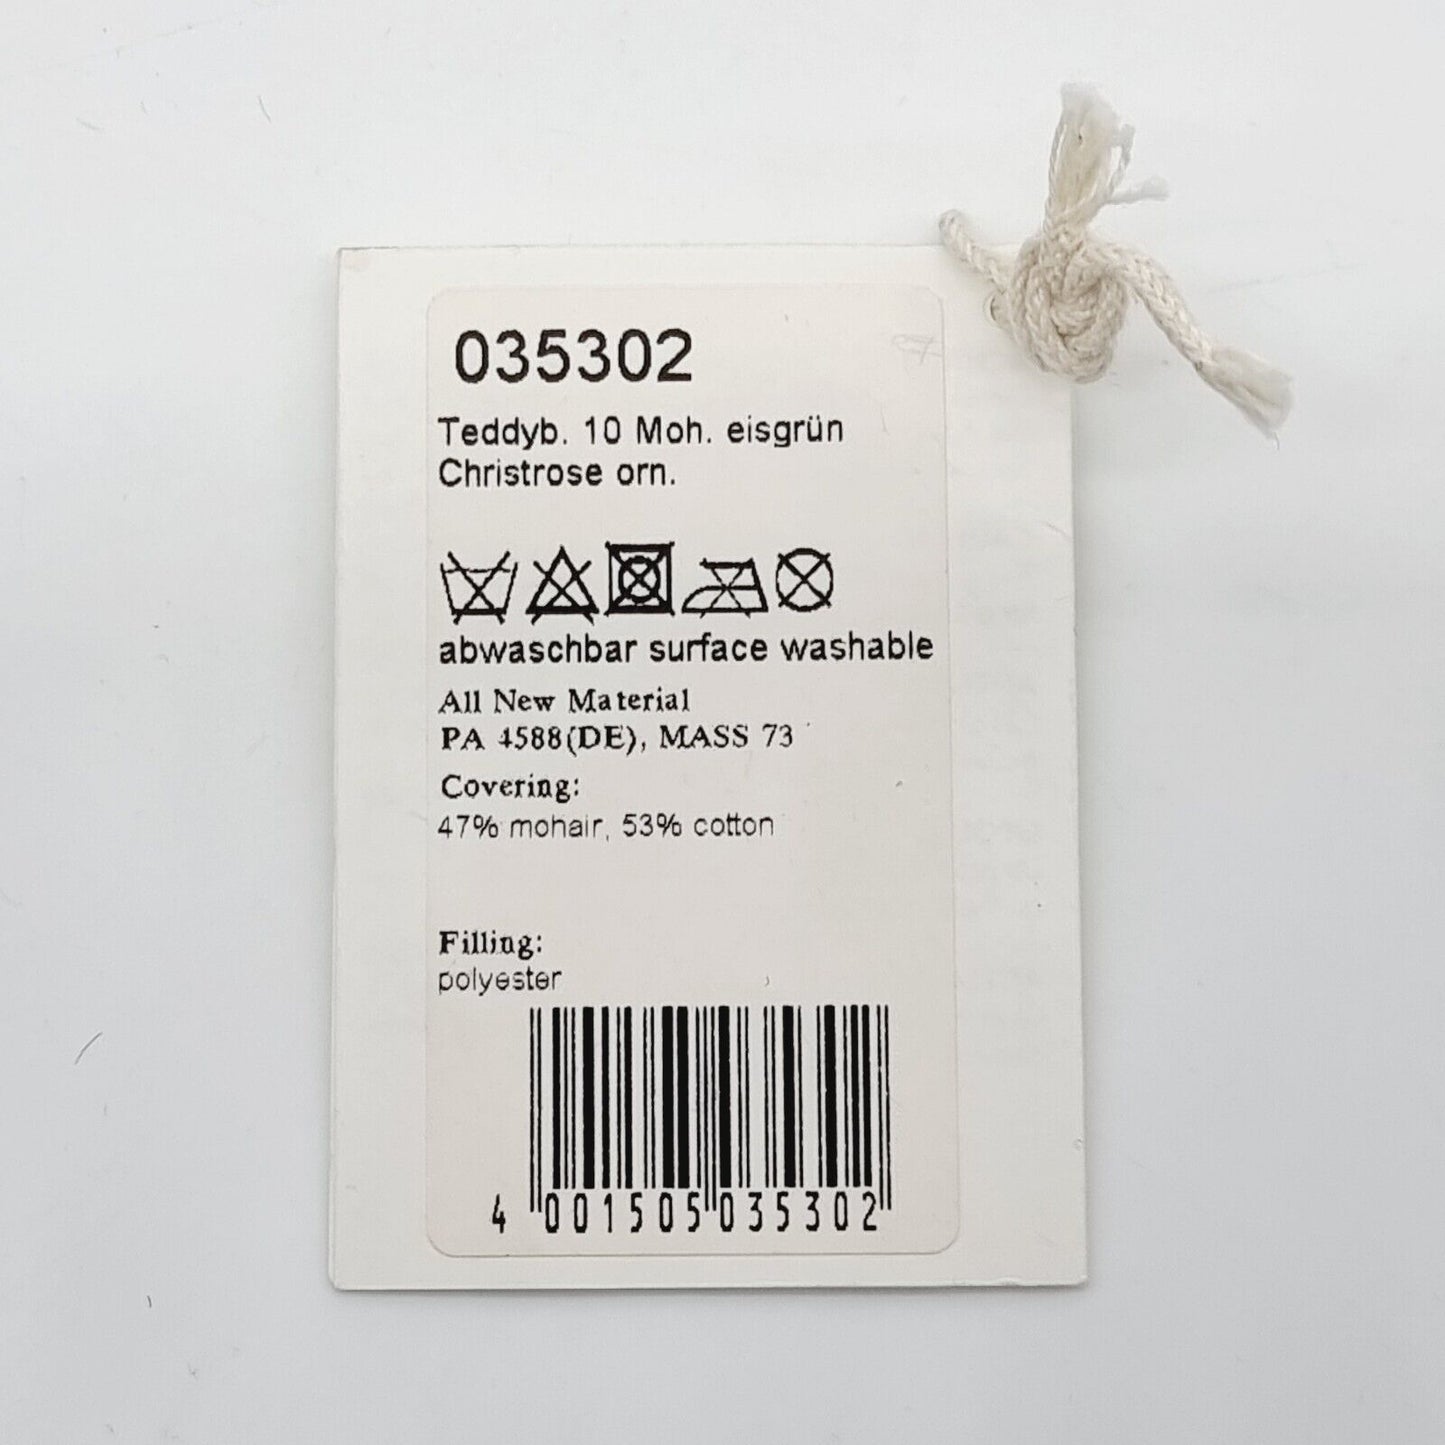 035302
Teddyb. 10 Moh. eisgrün
Christrose orn.
abwaschbar surface washable
All New Material
PA 4588(DE), MASS 73
Covering:
47% mohair, 53% cotton
Filling:
polyester
4 001505 035302